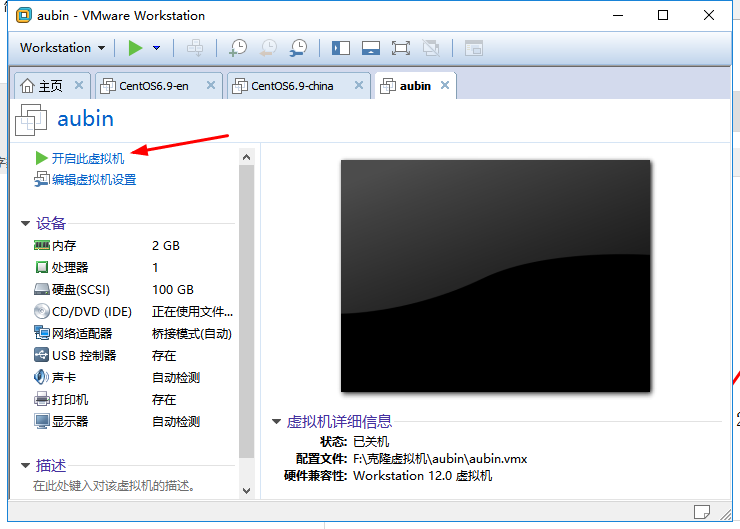 aubin - VMware Workstation
Workstation
主页
CentOS6.9-en
CentOS6.9-china
aubin
aubin
开启此虚拟机
编辑虚拟机设置
设备
内存 2 GB
处理器 1
硬盘(SCSI) 100 GB
CD/DVD (IDE) 正在使用文件...
网络适配器 桥接模式(自动)
USB 控制器 存在
声卡 自动检测
打印机 存在
显示器 自动检测
描述
在此处键入对该虚拟机的描述。
虚拟机详细信息
状态: 已关机
配置文件: F:\克隆虚拟机\aubin\aubin.vmx
硬件兼容性: Workstation 12.0 虚拟机